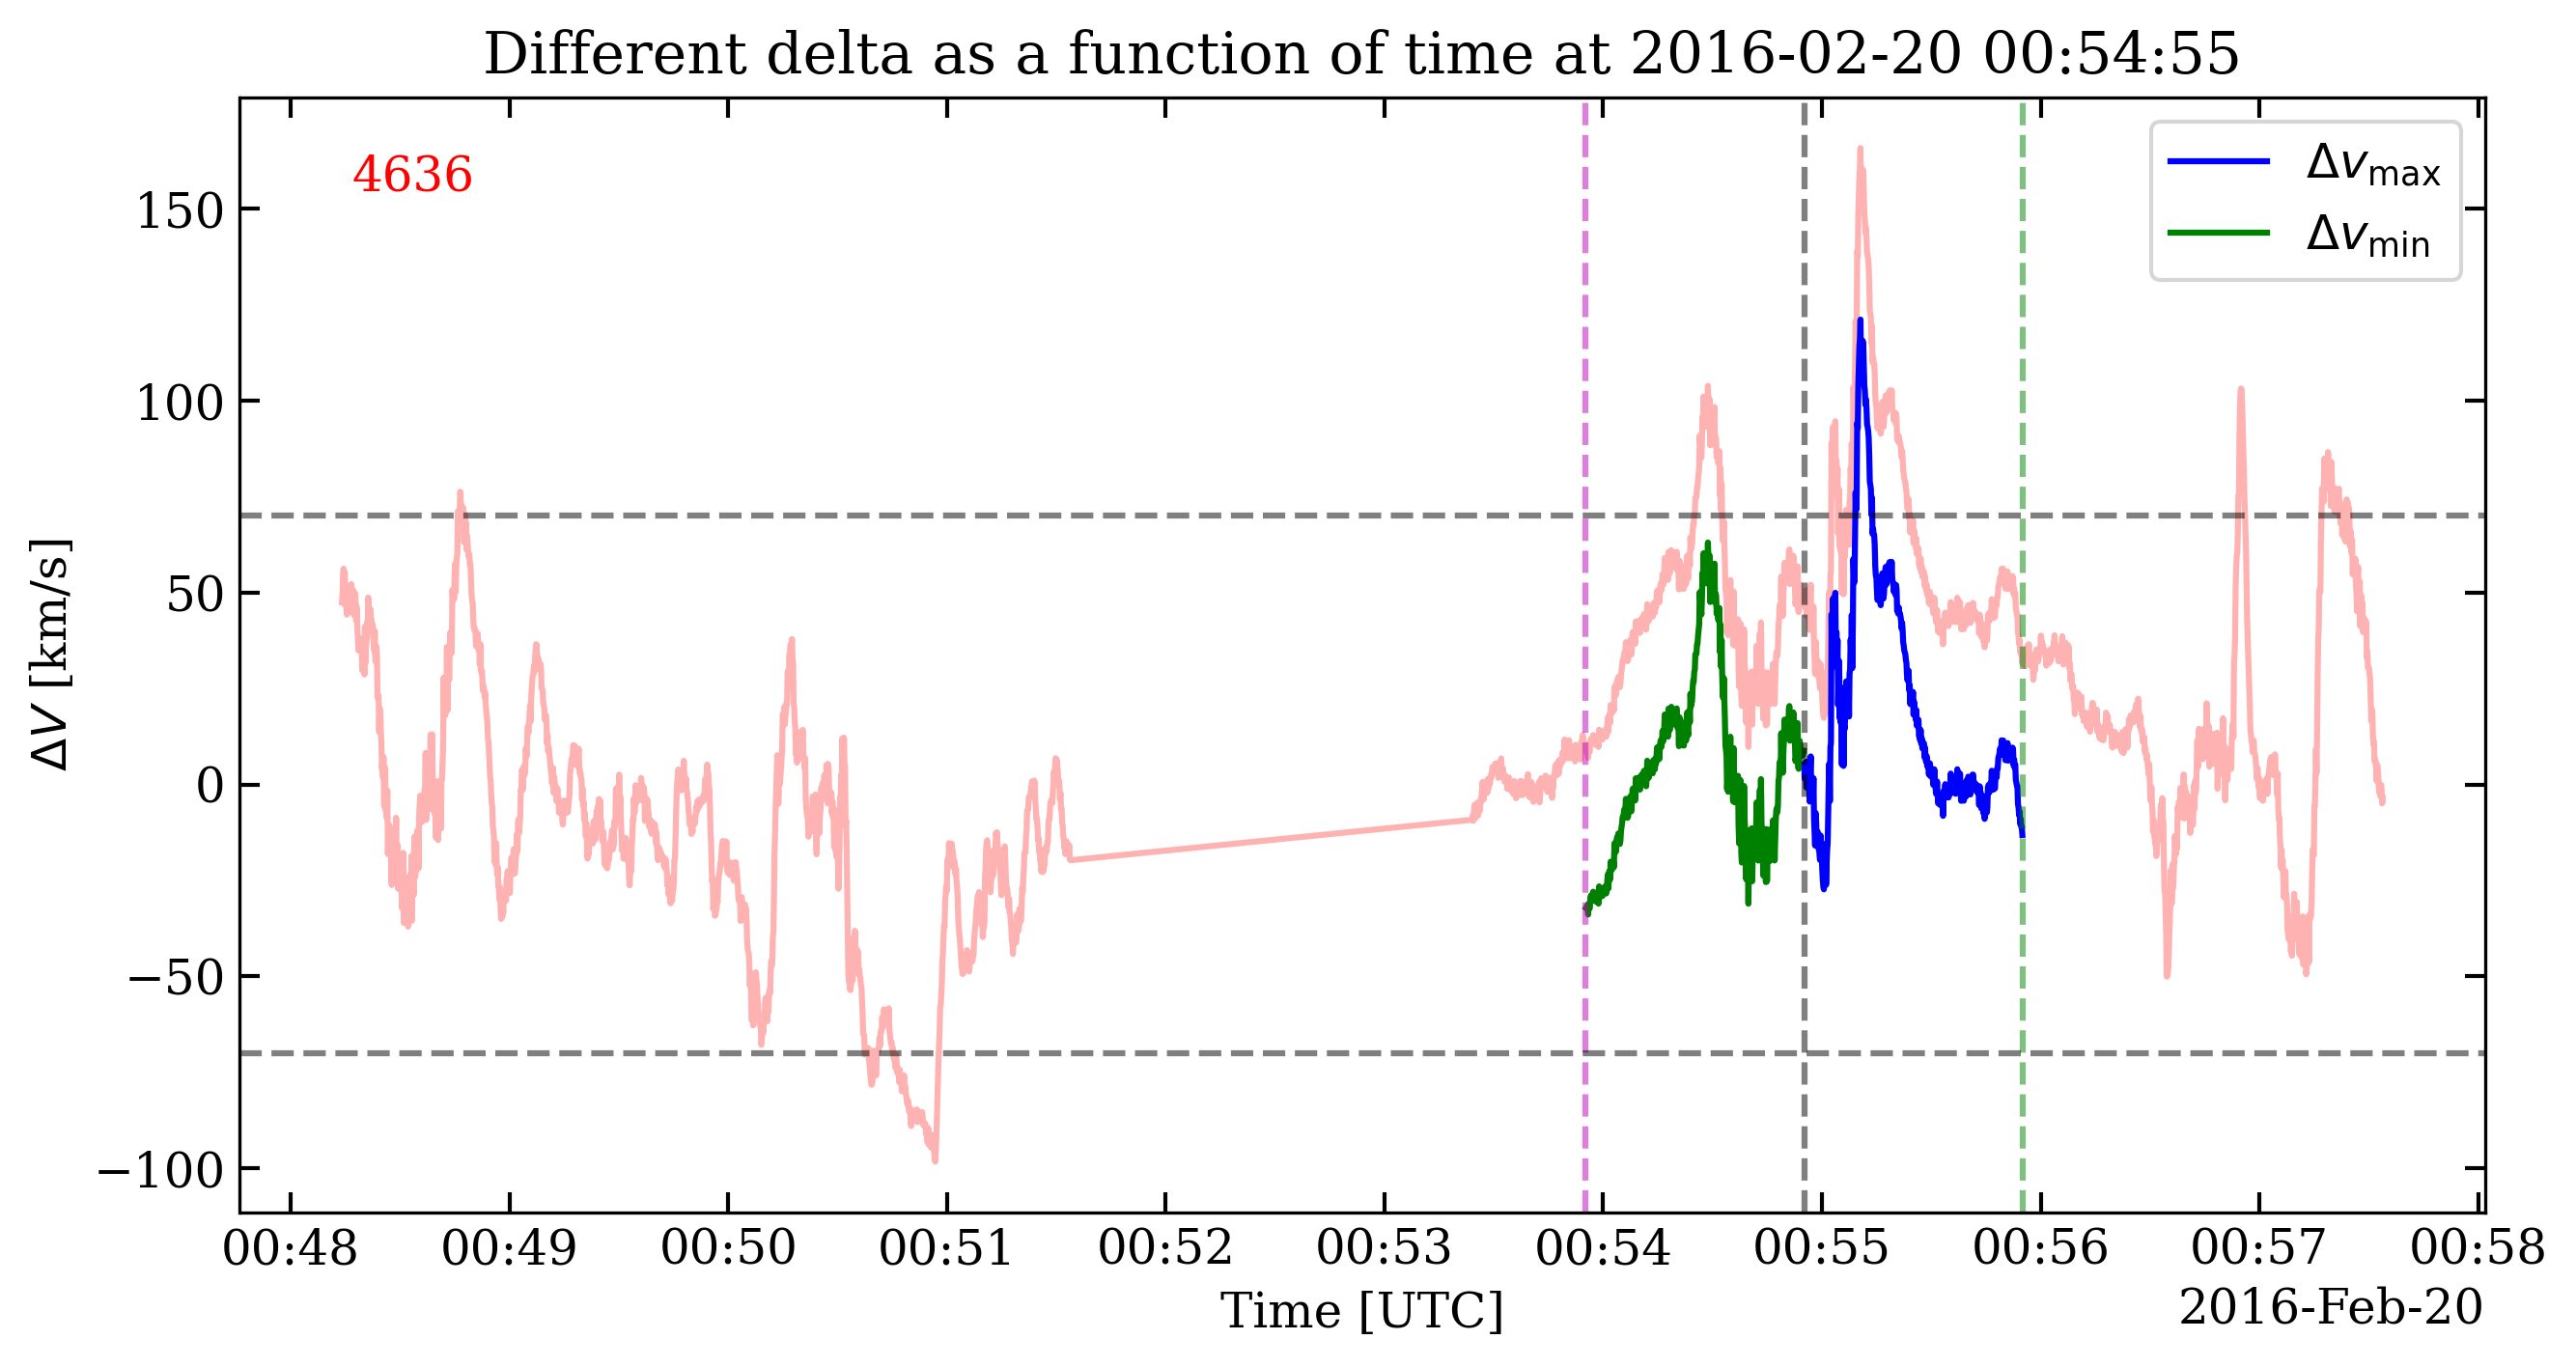 Different delta as a function of time at 2016-02-20 00:54:55
4636
Δv_max
Δv_min
150
100
50
0
−50
−100
ΔV [km/s]
00:48 00:49 00:50 00:51 00:52 00:53 00:54 00:55 00:56 00:57 00:58
Time [UTC]
2016-Feb-20